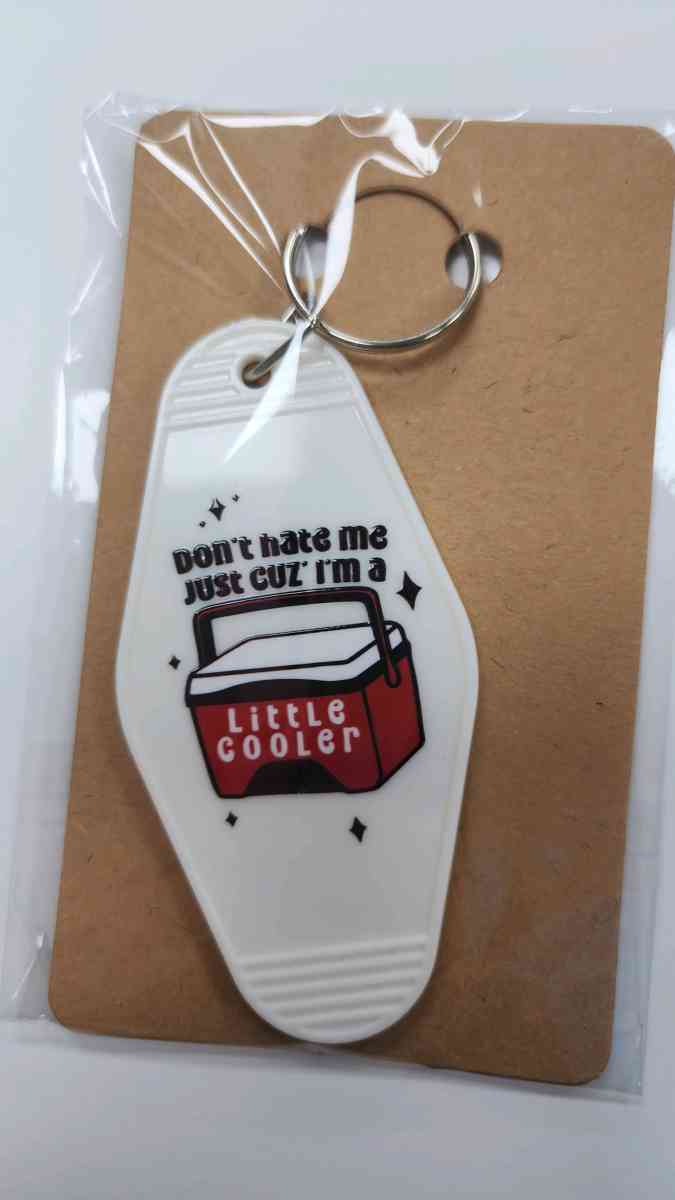 Don't hate me
Just cuz' I'm a
Little
cooler